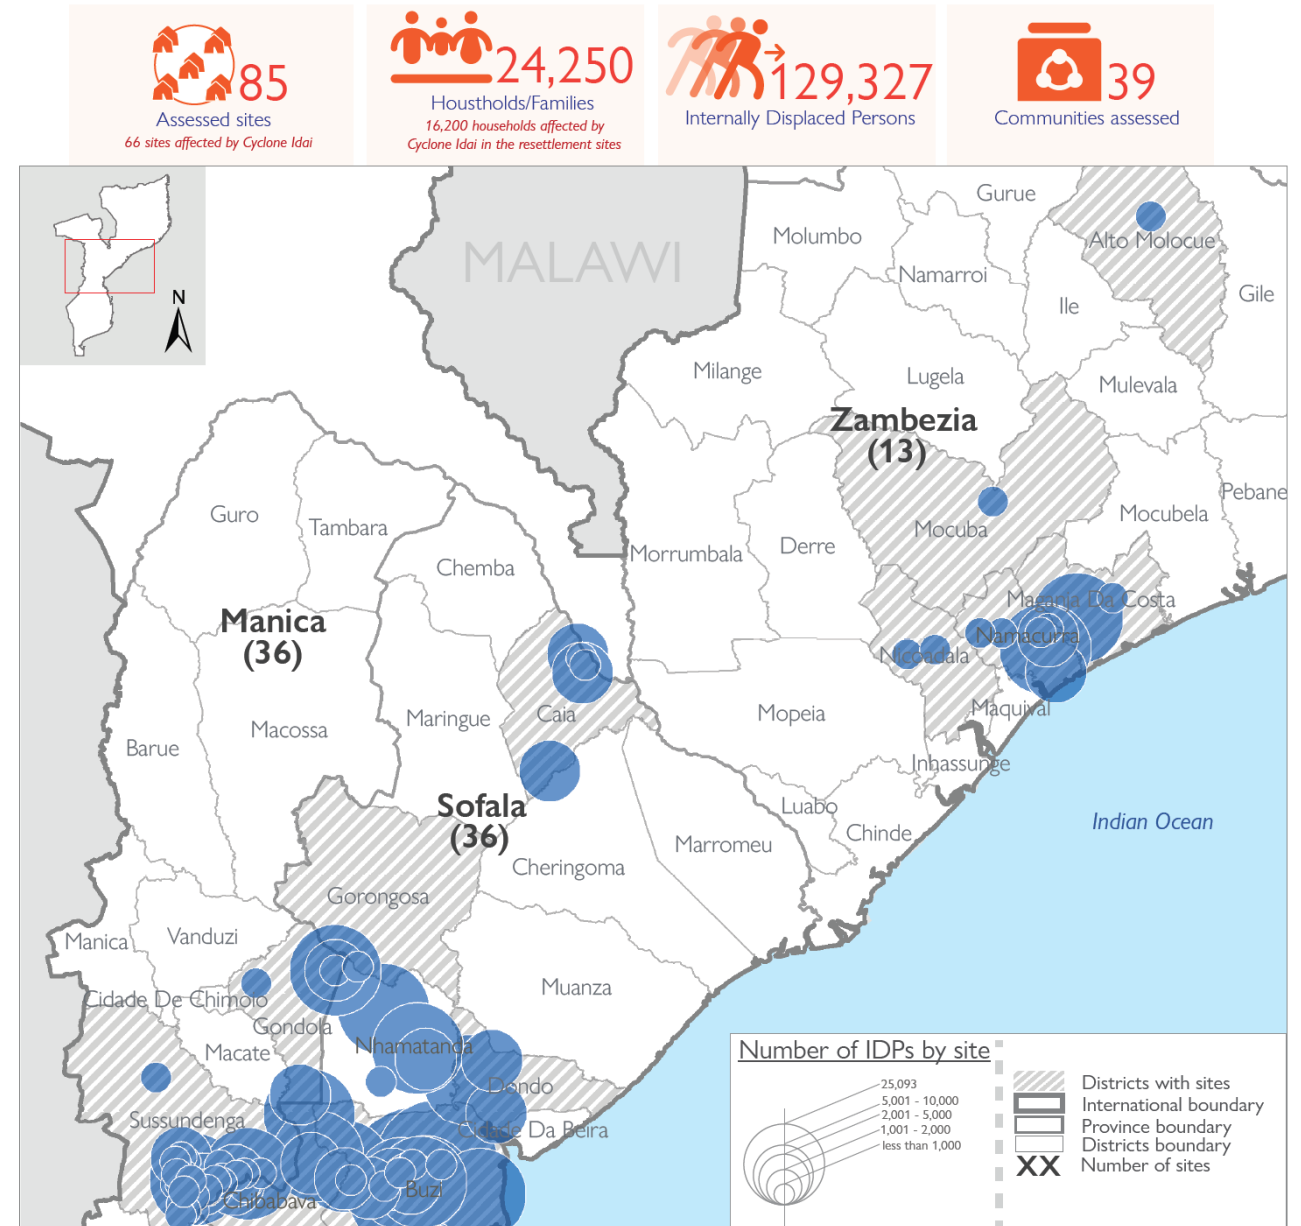 85
Assessed sites
66 sites affected by Cyclone Idai
24,250
Houstholds/Families
16,200 households affected by
Cyclone Idai in the resettlement sites
129,327
Internally Displaced Persons
39
Communities assessed
N
MALAWI
Gurue
Molumbo
Alto Molocue
Namarroi
Ile
Gile
Milange
Lugela
Mulevala
Zambezia
(13)
Pebane
Guro
Tambara
Mocuba
Mocubela
Morrumbala
Derre
Chemba
Manica
(36)
Maganja Da Costa
Namacurra
Nicoadala
Maquival
Caia
Maringue
Mopeia
Macossa
Barue
Inhassunge
Sofala
(36)
Luabo
Chinde
Indian Ocean
Marromeu
Cheringoma
Gorongosa
Manica
Vanduzi
Muanza
Cidade De Chimoio
Gondola
Macate
Nhamatanda
Dondo
Sussundenga
Cidade Da Beira
Chibabava
Buzi
Number of IDPs by site
25,093
5,001 - 10,000
2,001 - 5,000
1,001 - 2,000
less than 1,000
Districts with sites
International boundary
Province boundary
Districts boundary
XX Number of sites